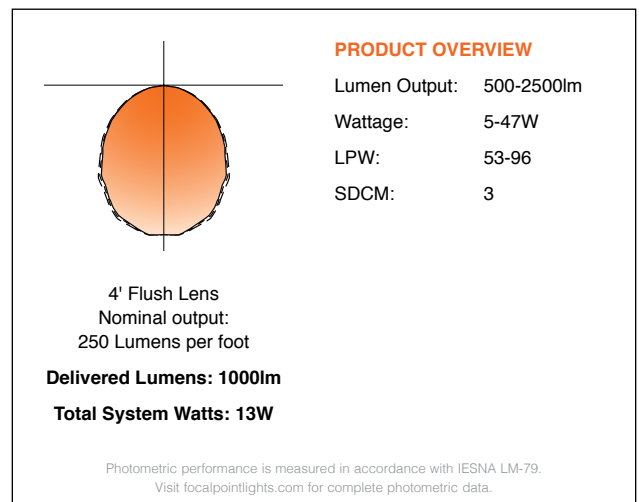 PRODUCT OVERVIEW
Lumen Output: 500-2500lm
Wattage: 5-47W
LPW: 53-96
SDCM: 3
4' Flush Lens
Nominal output:
250 Lumens per foot
Delivered Lumens: 1000lm
Total System Watts: 13W
Photometric performance is measured in accordance with IESNA LM-79.
Visit focalpointlights.com for complete photometric data.